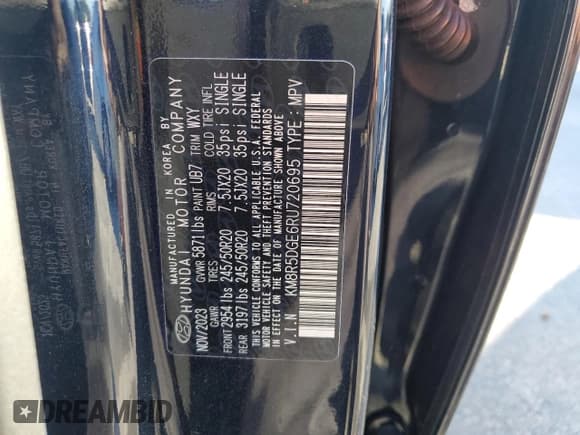 MANUFACTURED IN KOREA BY
HYUNDAI MOTOR COMPANY
NOV/2023 GVWR 5871lbs PAINT UB7 TRIM WXY
GAWR TIRES RIMS COLD TIRE INFL
FRONT 2954 lbs 245/50R20 7.5JX20 35psi SINGLE
REAR 3197 lbs 245/50R20 7.5JX20 35psi SINGLE
THIS VEHICLE CONFORMS TO ALL APPLICABLE U.S.A. FEDERAL
MOTOR VEHICLE SAFETY, BUMPER, AND THEFT PREVENTION STANDARDS
IN EFFECT ON THE DATE OF MANUFACTURE SHOWN ABOVE
V.I.N : KM8R5DGE6RU720695 TYPE : MPV
DREAMBID